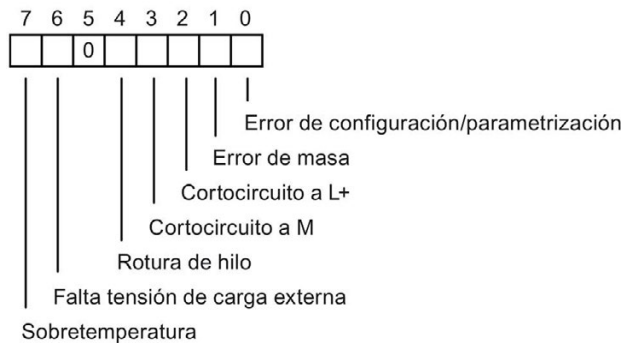 7 6 5 4 3 2 1 0
0
Error de configuración/parametrización
Error de masa
Cortocircuito a L+
Cortocircuito a M
Rotura de hilo
Falta tensión de carga externa
Sobretemperatura